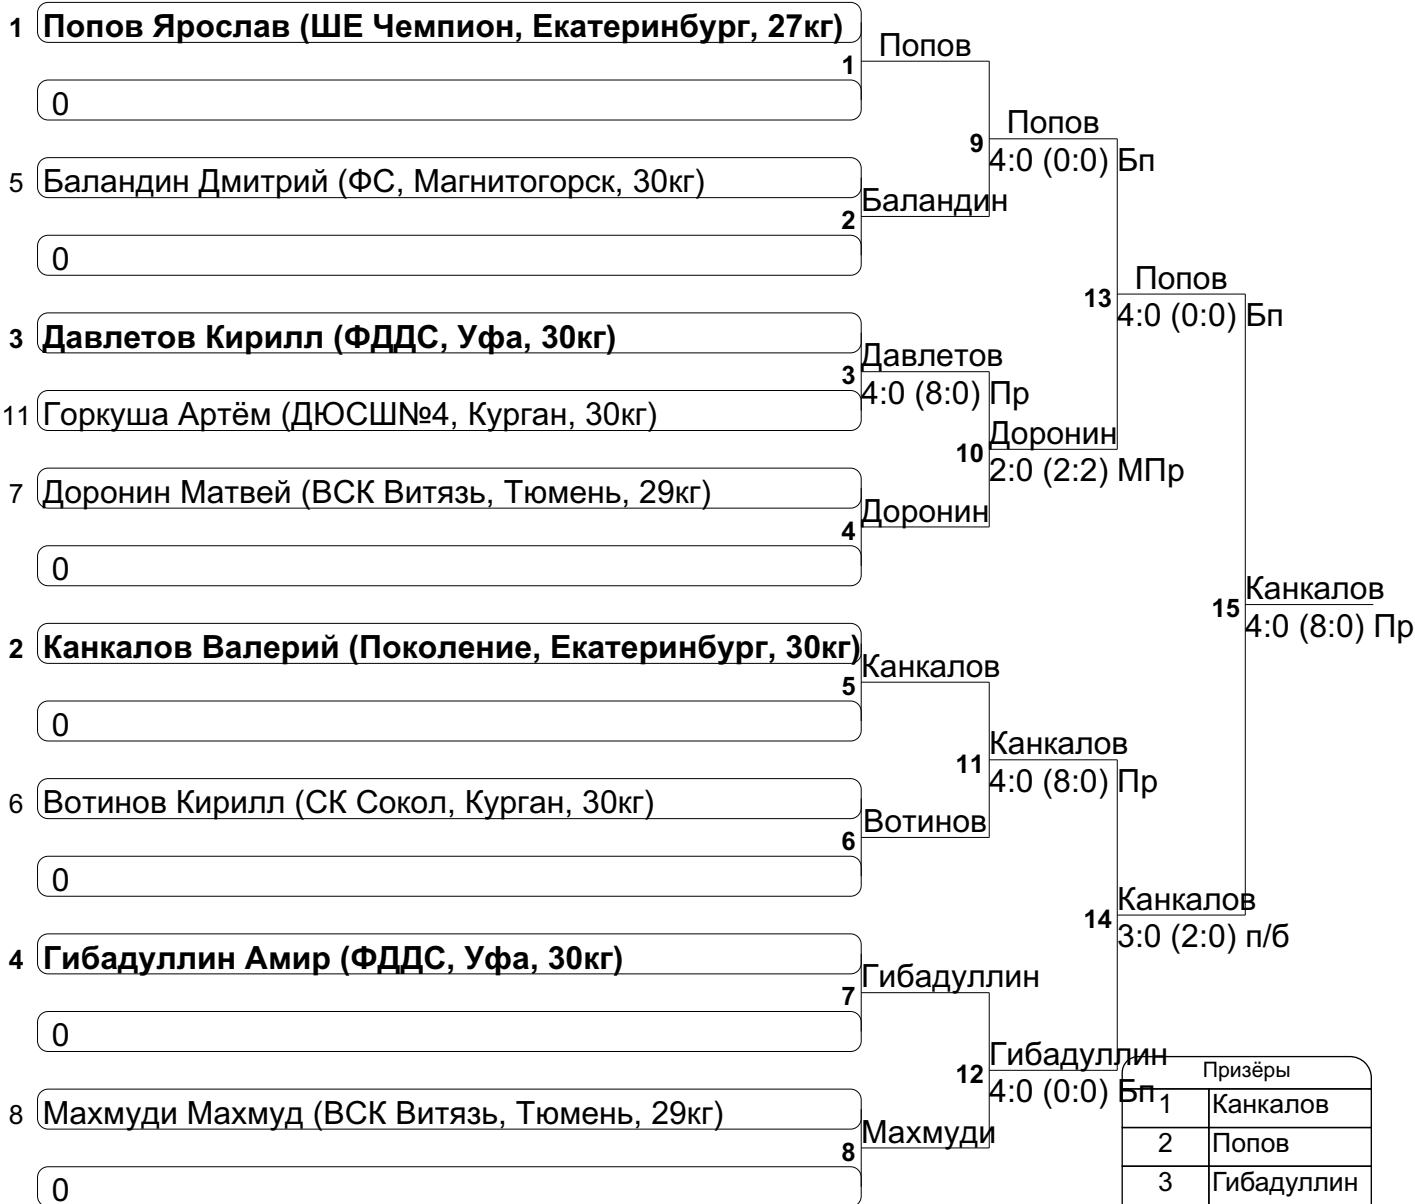 1 Попов Ярослав (ШЕ Чемпион, Екатеринбург, 27кг)
Попов
1
0
Попов
9
4:0 (0:0) Бп
5 Баландин Дмитрий (ФС, Магнитогорск, 30кг)
Баландин
2
0
Попов
13
4:0 (0:0) Бп
3 Давлетов Кирилл (ФДДС, Уфа, 30кг)
Давлетов
3
4:0 (8:0) Пр
11 Горкуша Артём (ДЮСШ№4, Курган, 30кг)
Доронин
10
2:0 (2:2) МПр
7 Доронин Матвей (ВСК Витязь, Тюмень, 29кг)
Доронин
4
0
Канкалов
15
4:0 (8:0) Пр
2 Канкалов Валерий (Поколение, Екатеринбург, 30кг)
Канкалов
5
0
Канкалов
11
4:0 (8:0) Пр
6 Вотинов Кирилл (СК Сокол, Курган, 30кг)
Вотинов
6
0
Канкалов
14
3:0 (2:0) п/б
4 Гибадуллин Амир (ФДДС, Уфа, 30кг)
Гибадуллин
7
0
Гибадуллин
12
4:0 (0:0) Бп
8 Махмуди Махмуд (ВСК Витязь, Тюмень, 29кг)
Махмуди
8
0
Призёры
1 Канкалов
2 Попов
3 Гибадуллин